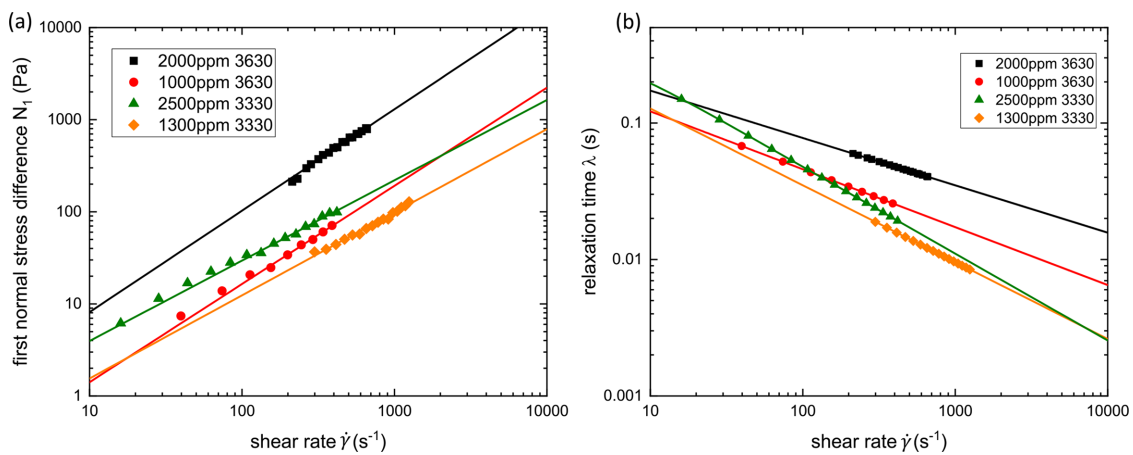 (a)
first normal stress difference N₁ (Pa)
10000
1000
100
10
1
2000ppm 3630
1000ppm 3630
2500ppm 3330
1300ppm 3330
10
100
1000
10000
shear rate γ̇ (s⁻¹)
(b)
relaxation time λ (s)
0.1
0.01
0.001
2000ppm 3630
1000ppm 3630
2500ppm 3330
1300ppm 3330
10
100
1000
10000
shear rate γ̇ (s⁻¹)